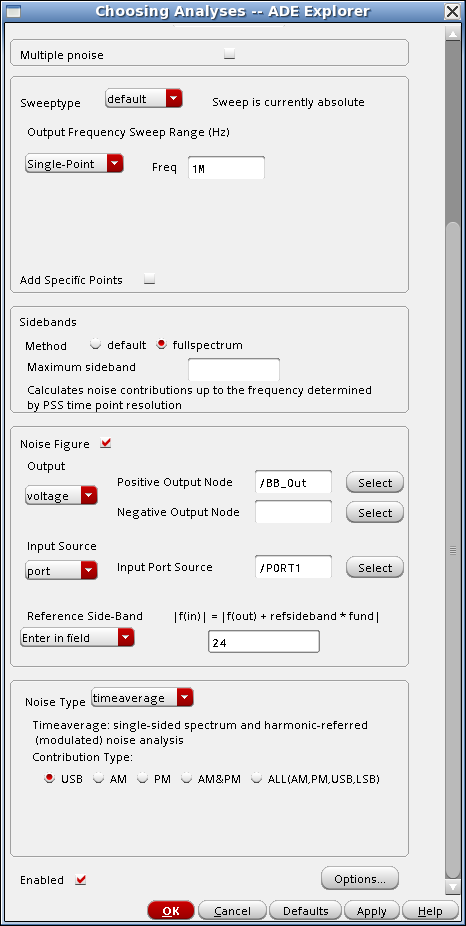 Choosing Analyses -- ADE Explorer
Multiple pnoise
Sweeptype default Sweep is currently absolute
Output Frequency Sweep Range (Hz)
Single-Point Freq 1M
Add Specific Points
Sidebands
Method default fullspectrum
Maximum sideband
Calculates noise contributions up to the frequency determined
by PSS time point resolution
Noise Figure
Output
voltage Positive Output Node /BB_Out Select
Negative Output Node Select
Input Source
port Input Port Source /PORT1 Select
Reference Side-Band |f(in)| = |f(out) + refsideband * fund|
Enter in field 24
Noise Type timeaverage
Timeaverage: single-sided spectrum and harmonic-referred
(modulated) noise analysis
Contribution Type:
USB AM PM AM&PM ALL(AM,PM,USB,LSB)
Enabled Options...
OK Cancel Defaults Apply Help